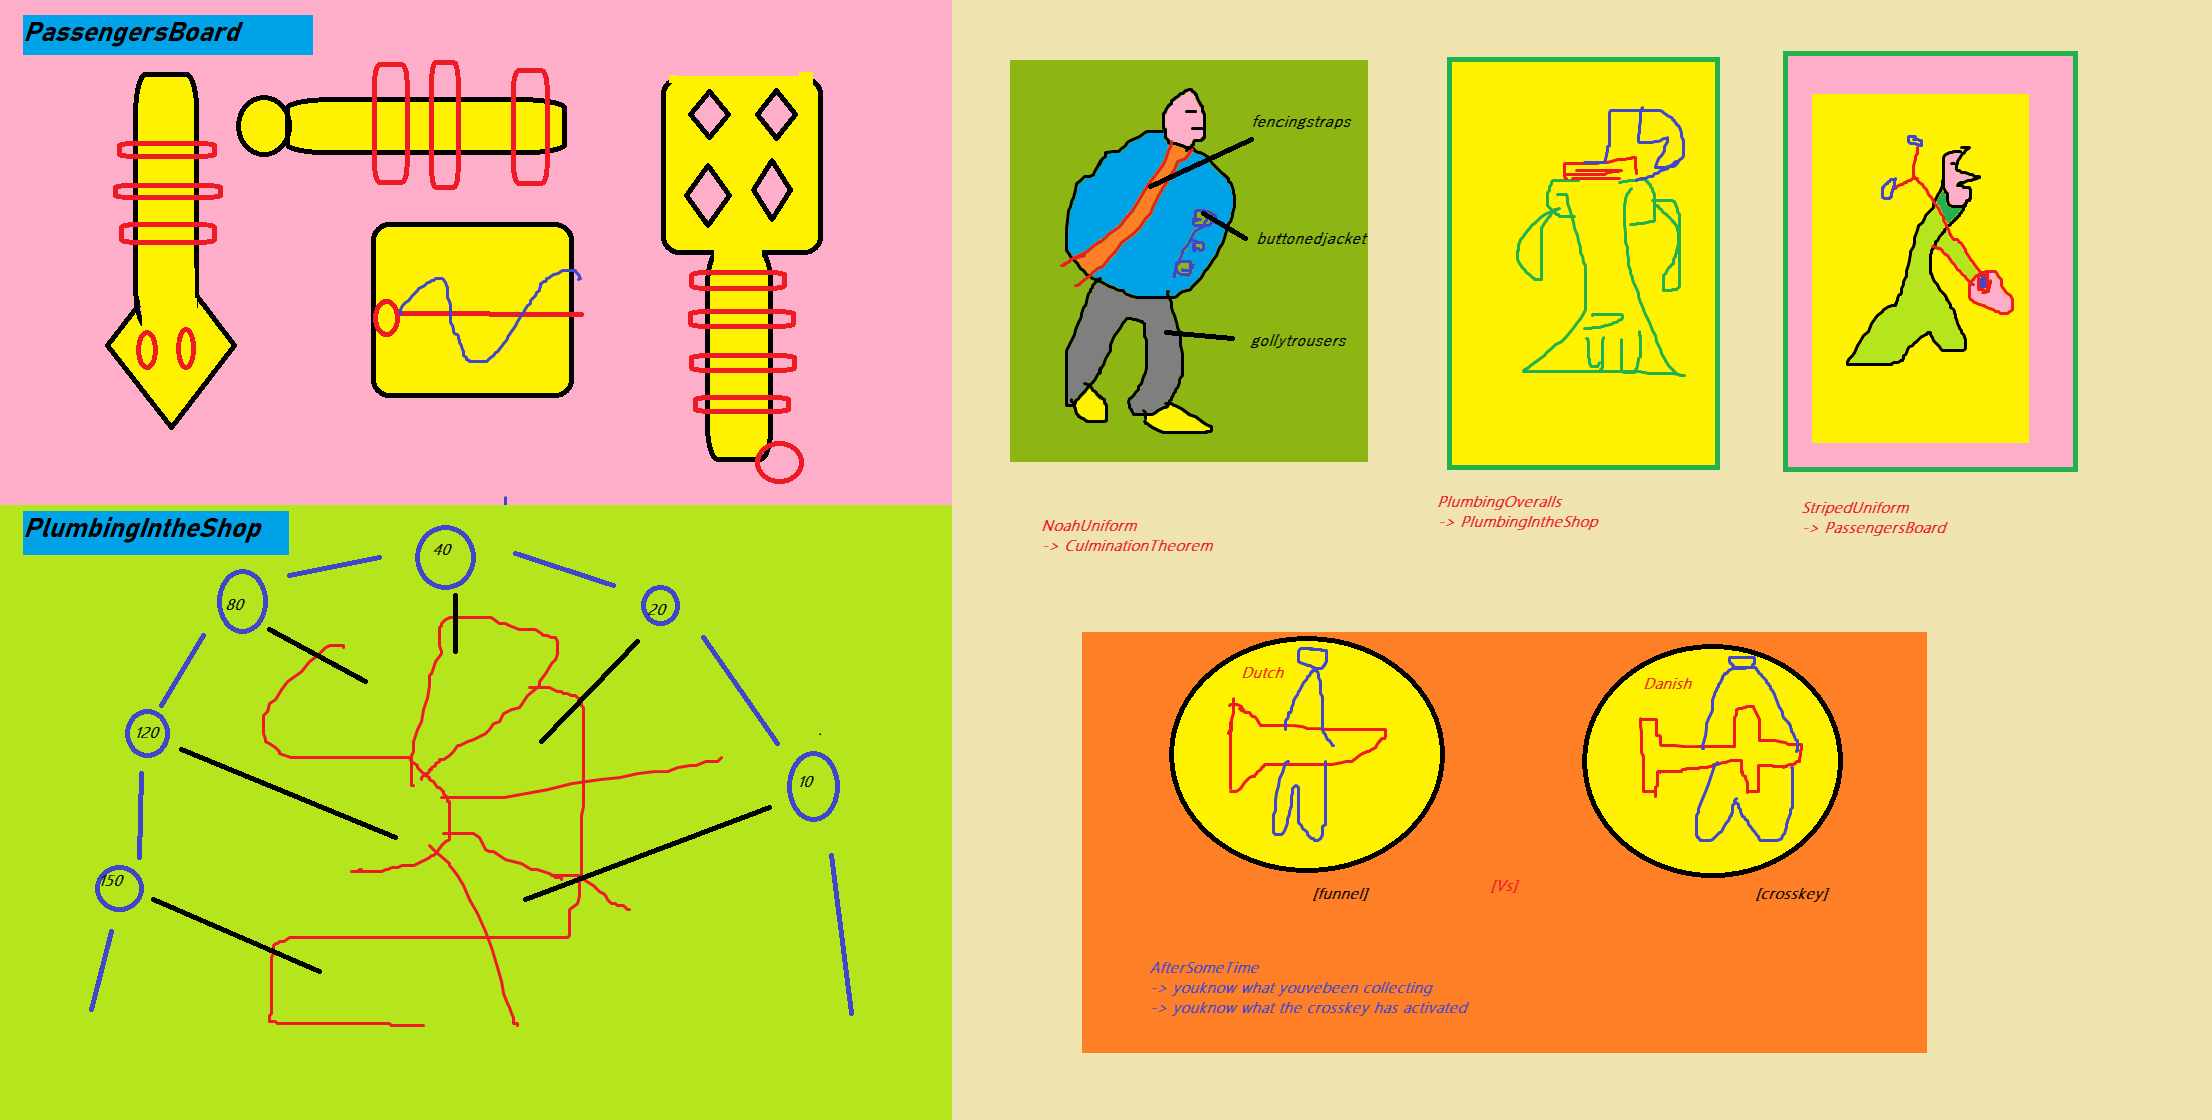 PassengersBoard
PlumbingIntheShop
40
80
20
120
10
150
fencingstraps
buttonedjacket
gollytrousers
NoahUniform
-> CulminationTheorem
PlumbingOveralls
-> PlumbingIntheShop
StripedUniform
-> PassengersBoard
Dutch
Danish
[funnel]
[Vs]
[crosskey]
AfterSomeTime
-> youknow what youvebeen collecting
-> youknow what the crosskey has activated